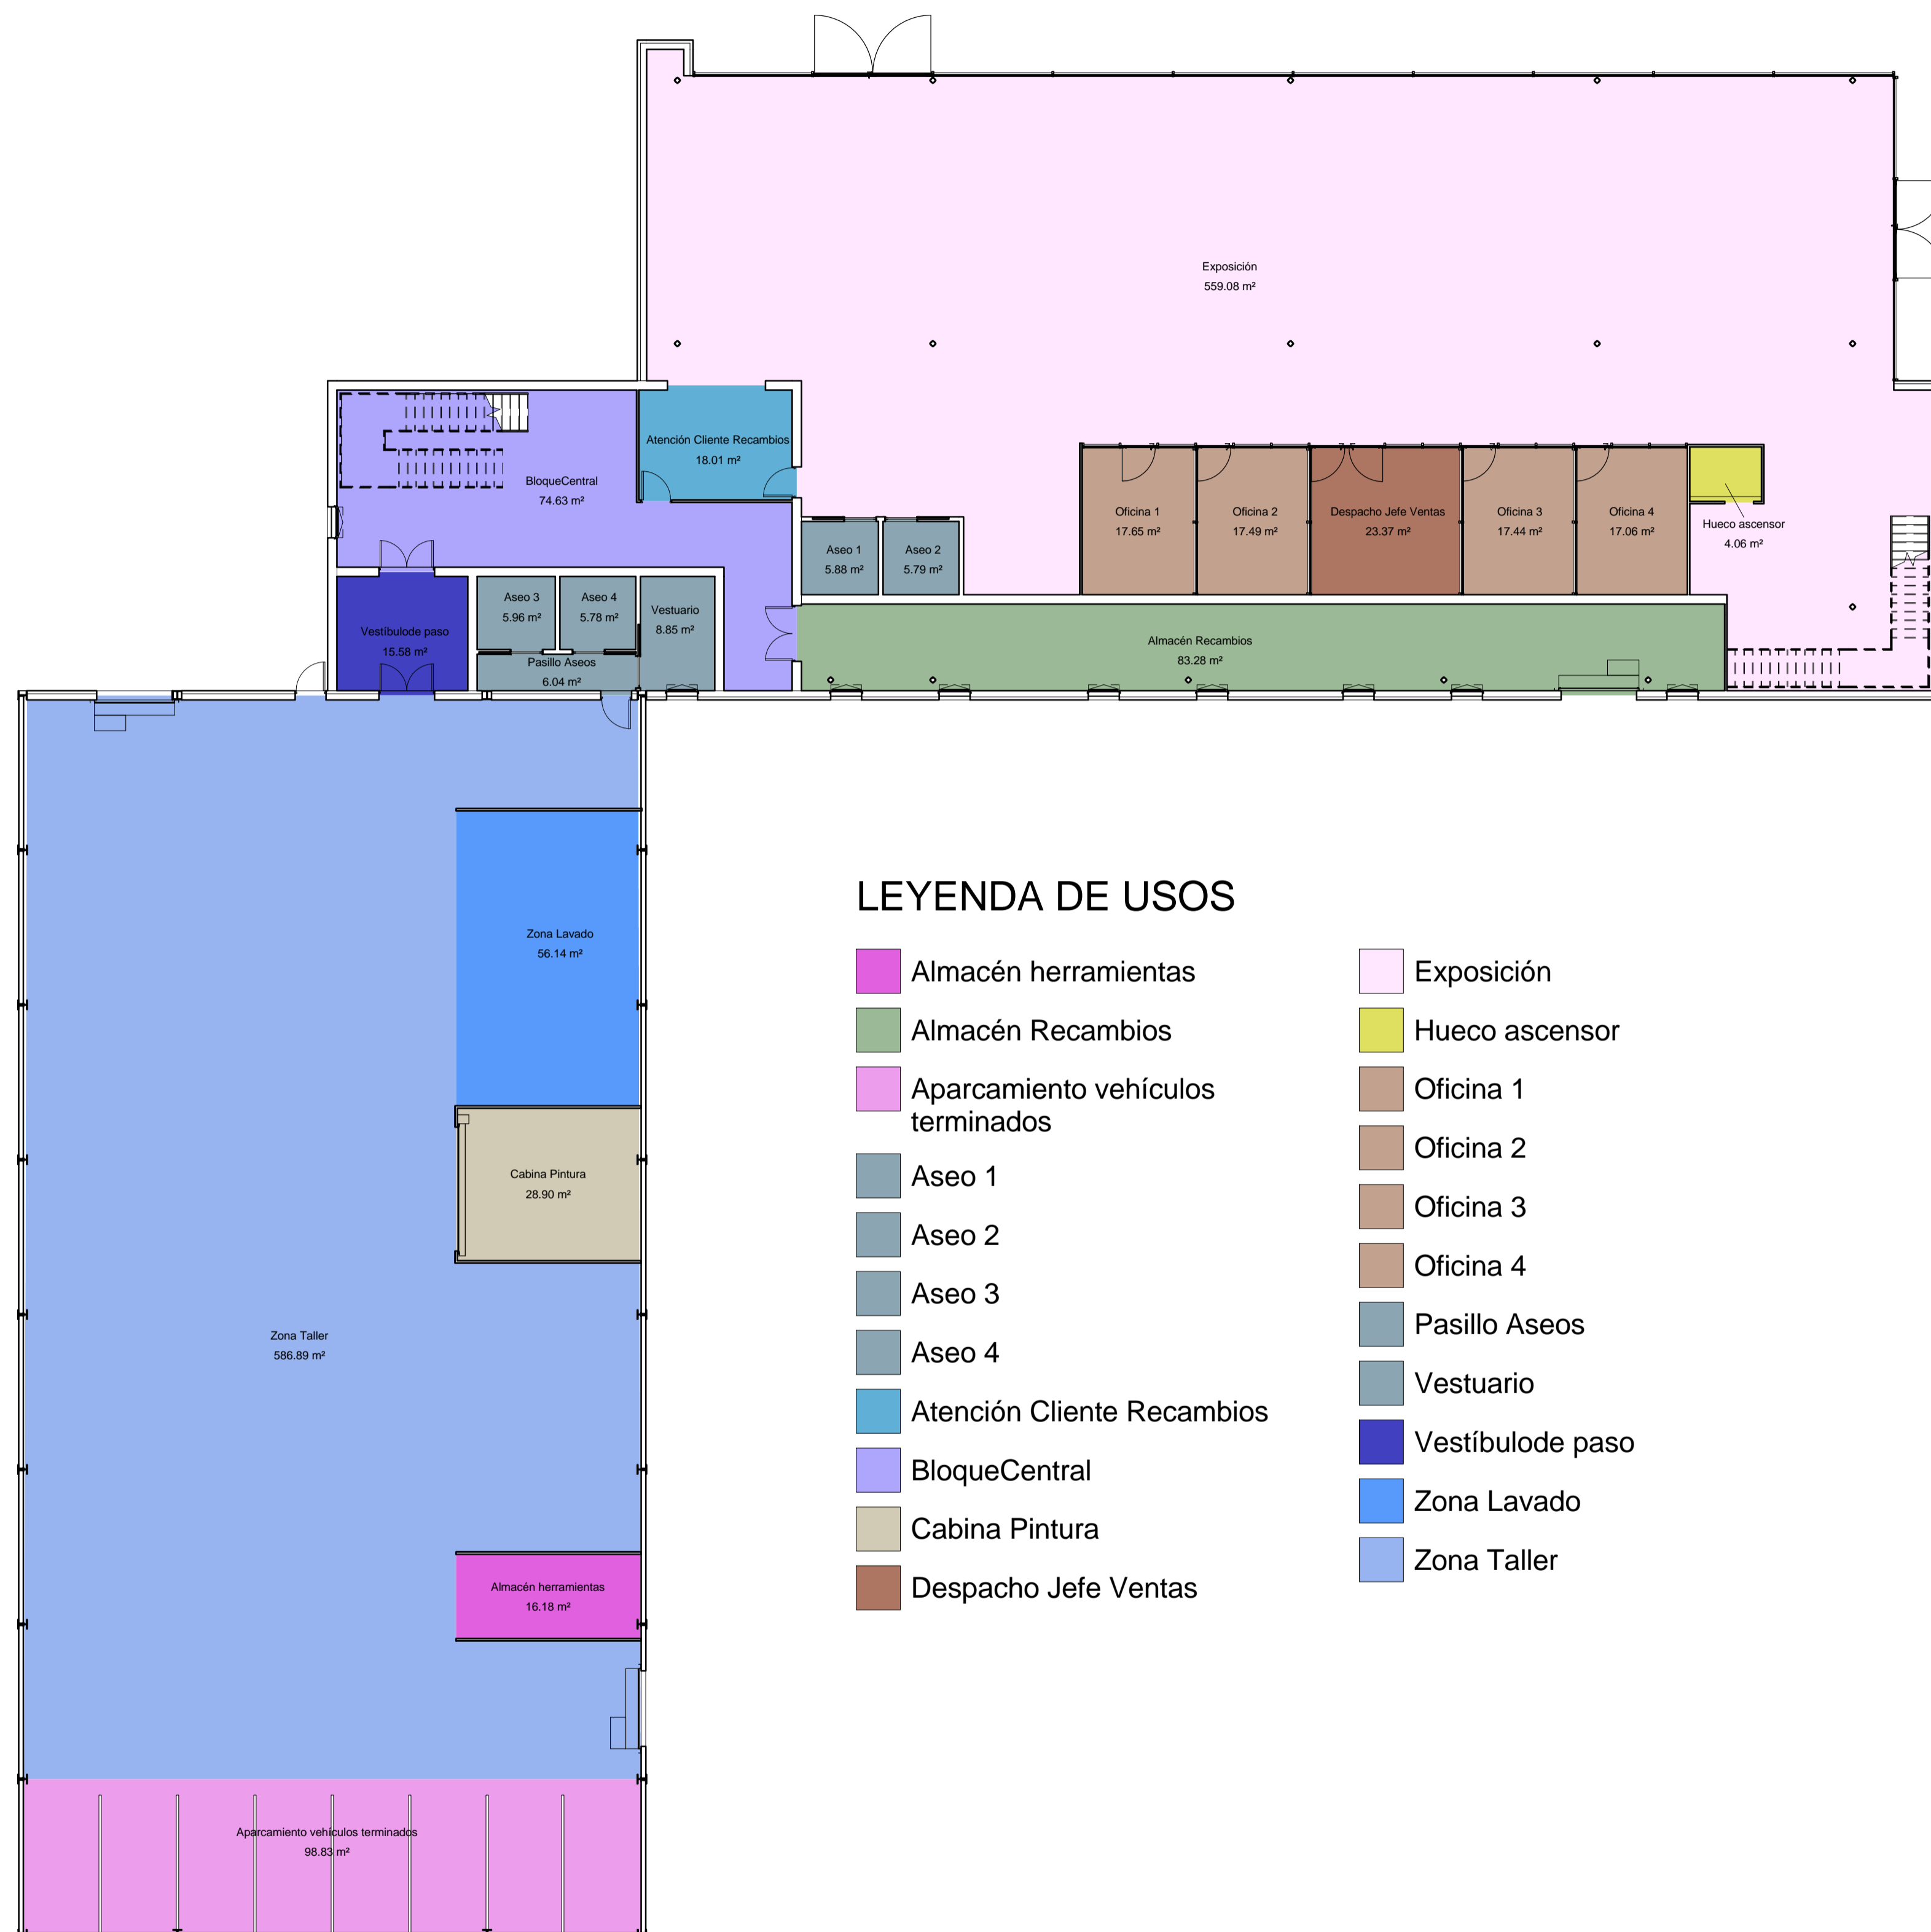 Exposición
559.08 m²
Atención Cliente Recambios
18.01 m²
BloqueCentral
74.63 m²
Oficina 1
17.65 m²
Oficina 2
17.49 m²
Despacho Jefe Ventas
23.37 m²
Oficina 3
17.44 m²
Oficina 4
17.06 m²
Hueco ascensor
4.06 m²
Aseo 1
5.88 m²
Aseo 2
5.79 m²
Aseo 3
5.96 m²
Aseo 4
5.78 m²
Vestuario
8.85 m²
Vestíbulode paso
15.58 m²
Pasillo Aseos
6.04 m²
Almacén Recambios
83.28 m²
Zona Lavado
56.14 m²
Cabina Pintura
28.90 m²
Zona Taller
586.89 m²
Almacén herramientas
16.18 m²
Aparcamiento vehículos terminados
98.83 m²
LEYENDA DE USOS
Almacén herramientas
Almacén Recambios
Aparcamiento vehículos
terminados
Aseo 1
Aseo 2
Aseo 3
Aseo 4
Atención Cliente Recambios
BloqueCentral
Cabina Pintura
Despacho Jefe Ventas
Exposición
Hueco ascensor
Oficina 1
Oficina 2
Oficina 3
Oficina 4
Pasillo Aseos
Vestuario
Vestíbulode paso
Zona Lavado
Zona Taller